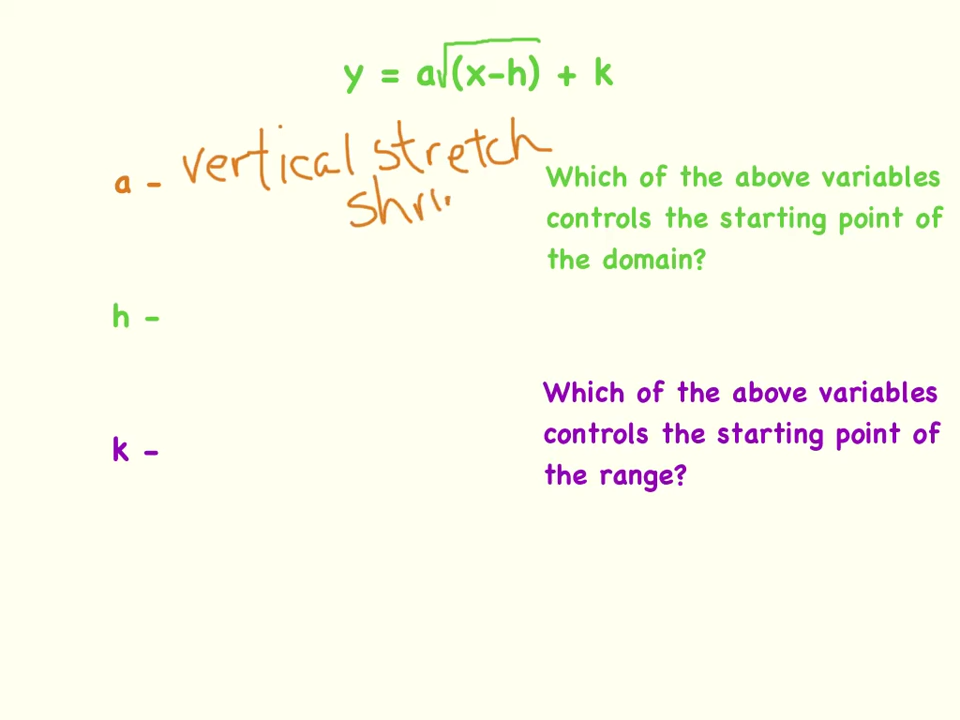 y = a√(x-h) + k
a - vertical stretch
shri
Which of the above variables
controls the starting point of
the domain?
h -
Which of the above variables
controls the starting point of
the range?
k -